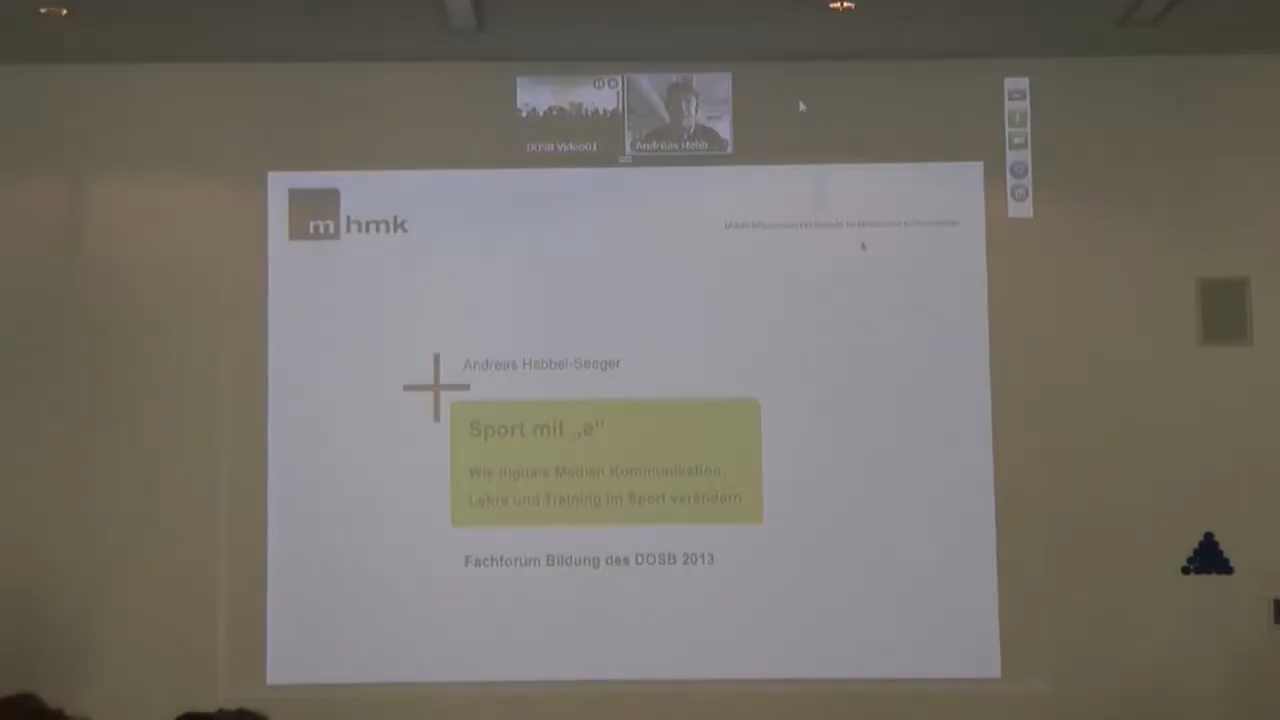 DOSB Video01
Andreas Habb...
m hmk
Andreas Habbel-Seeger
Sport mit „e“
Wie digitale Medien Kommunikation,
Lehre und Training im Sport verändern
Fachforum Bildung des DOSB 2013